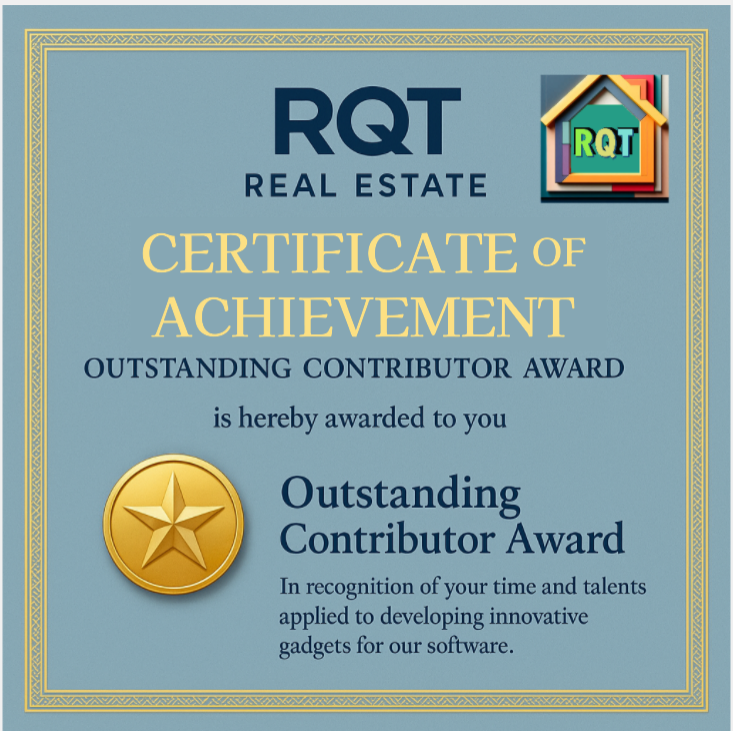 RQT
REAL ESTATE
RQT
CERTIFICATE OF
ACHIEVEMENT
OUTSTANDING CONTRIBUTOR AWARD
is hereby awarded to you
Outstanding
Contributor Award
In recognition of your time and talents
applied to developing innovative
gadgets for our software.